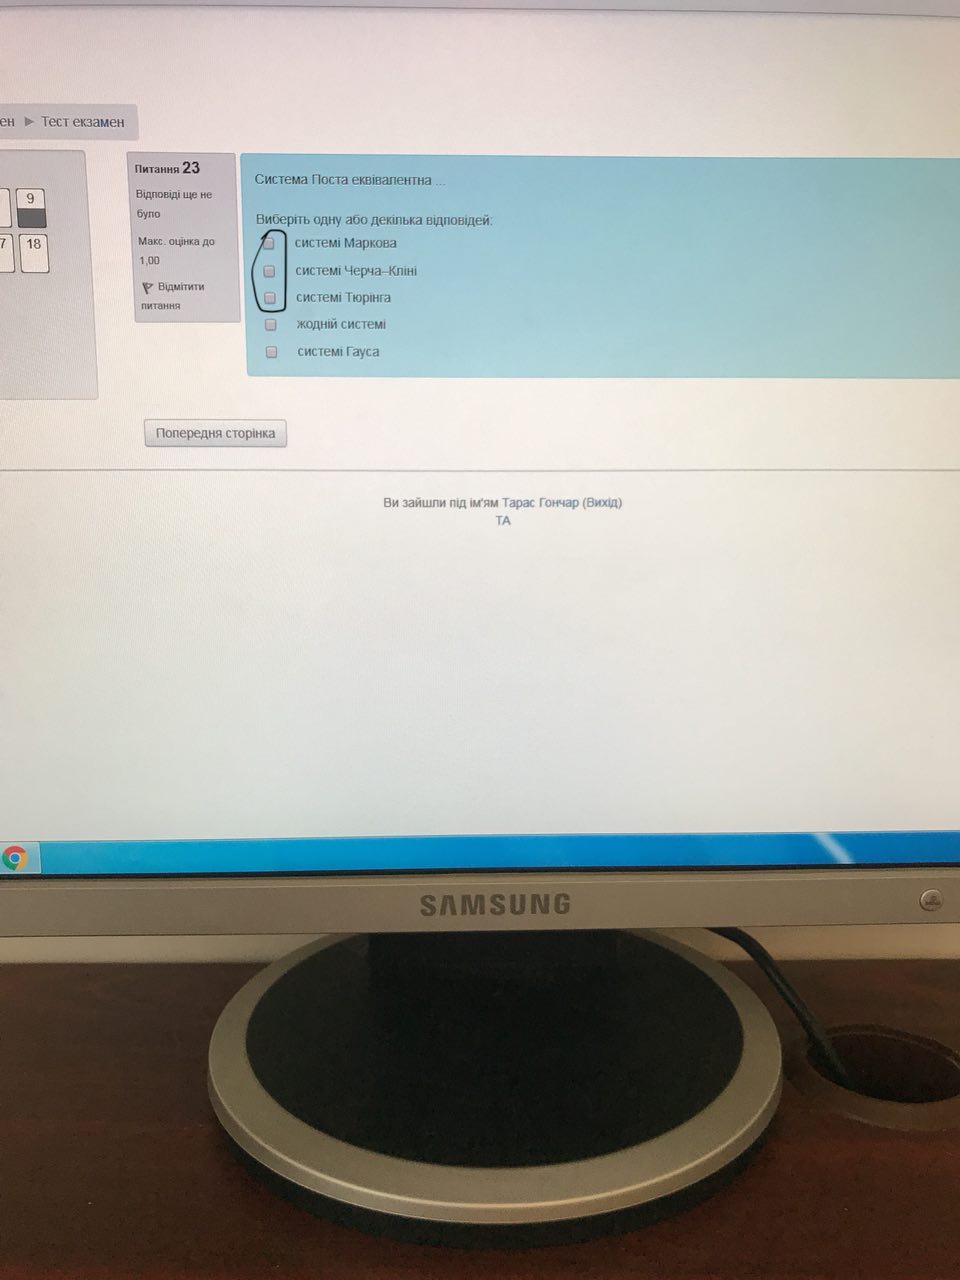 ен ▶ Тест екзамен
9
7 18
Питання 23
Відповіді ще не
було
Макс. оцінка до
1,00
Відмітити
питання
Система Поста еквівалентна ...
Виберіть одну або декілька відповідей:
системі Маркова
системі Черча–Кліні
системі Тюрінга
жодній системі
системі Гауса
Попередня сторінка
Ви зайшли під ім'ям Тарас Гончар (Вихід)
ТА
SAMSUNG